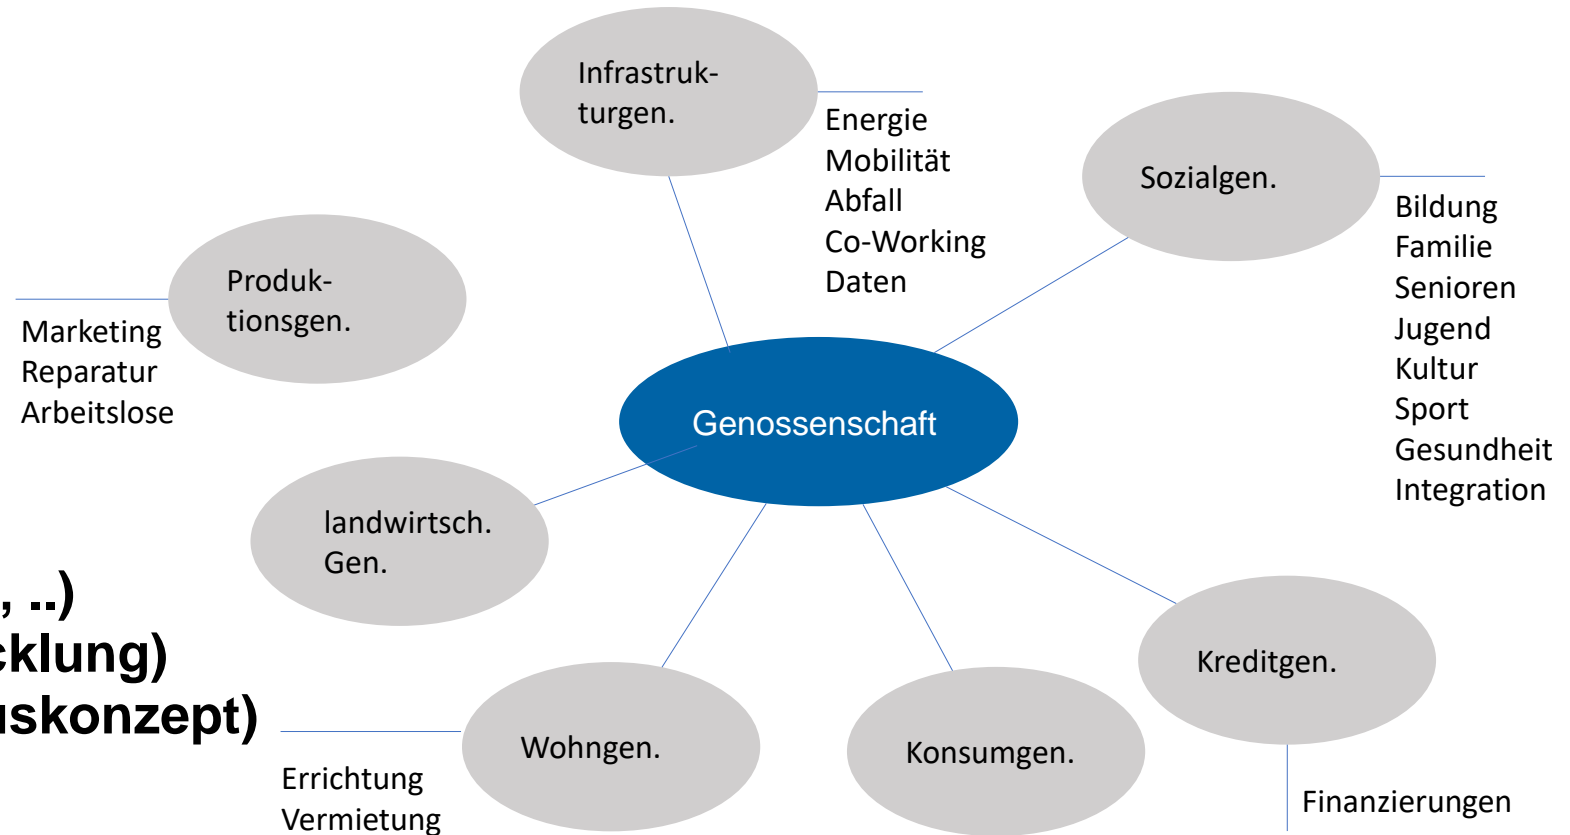 Infrastruk-
turgen.
Energie
Mobilität
Abfall
Co-Working
Daten
Sozialgen.
Bildung
Familie
Senioren
Jugend
Kultur
Sport
Gesundheit
Integration
Produk-
tionsgen.
Marketing
Reparatur
Arbeitslose
Genossenschaft
landwirtsch.
Gen.
, ..)
cklung)
uskonzept)
Wohngen.
Errichtung
Vermietung
Konsumgen.
Kreditgen.
Finanzierungen